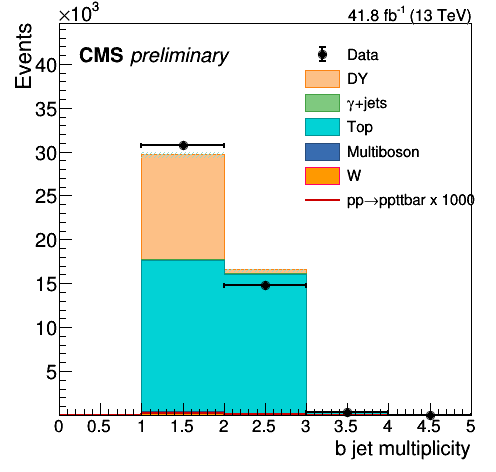 ×10³
41.8 fb⁻¹ (13 TeV)
Events
CMS preliminary
Data
DY
γ+jets
Top
Multiboson
W
pp→ppttbar x 1000
40
35
30
25
20
15
10
5
0 0.5 1 1.5 2 2.5 3 3.5 4 4.5 5
b jet multiplicity